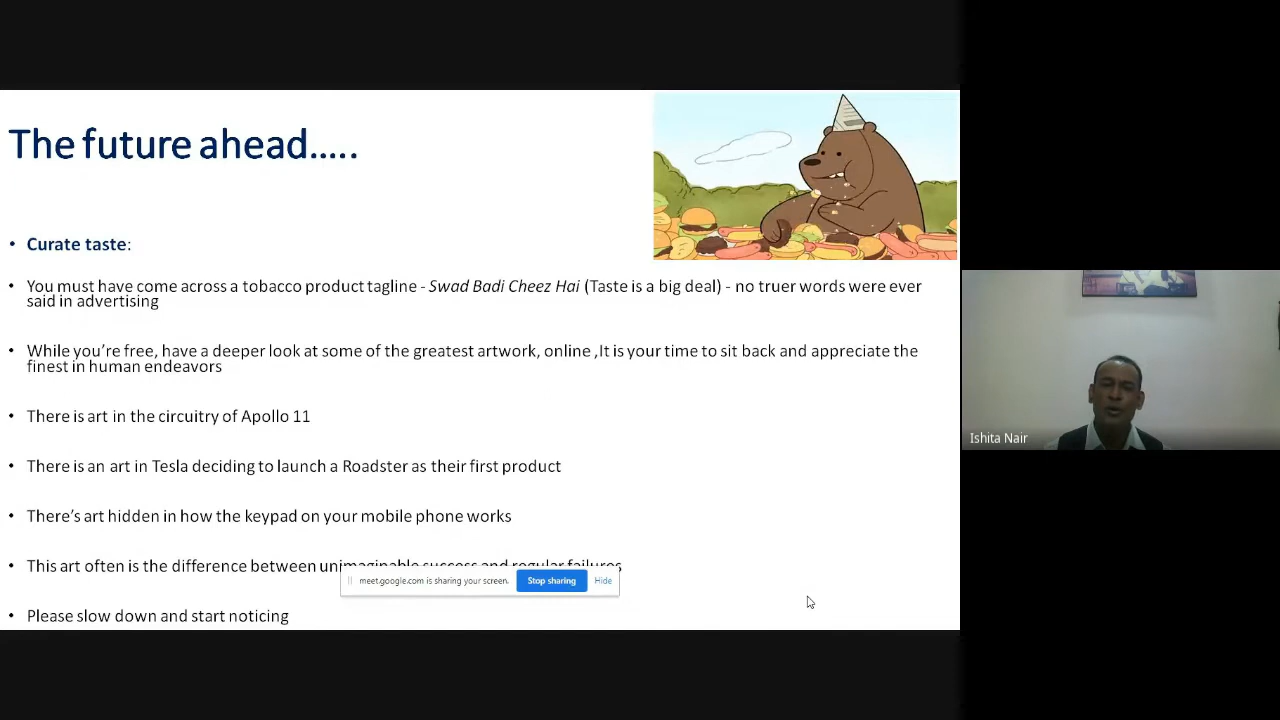 The future ahead.....
• Curate taste:
• You must have come across a tobacco product tagline - Swad Badi Cheez Hai (Taste is a big deal) - no truer words were ever
said in advertising
• While you’re free, have a deeper look at some of the greatest artwork, online ,It is your time to sit back and appreciate the
finest in human endeavors
• There is art in the circuitry of Apollo 11
• There is an art in Tesla deciding to launch a Roadster as their first product
• There’s art hidden in how the keypad on your mobile phone works
• This art often is the difference between unimaginable success and regular failures
meet.google.com is sharing your screen. Stop sharing Hide
• Please slow down and start noticing
Ishita Nair